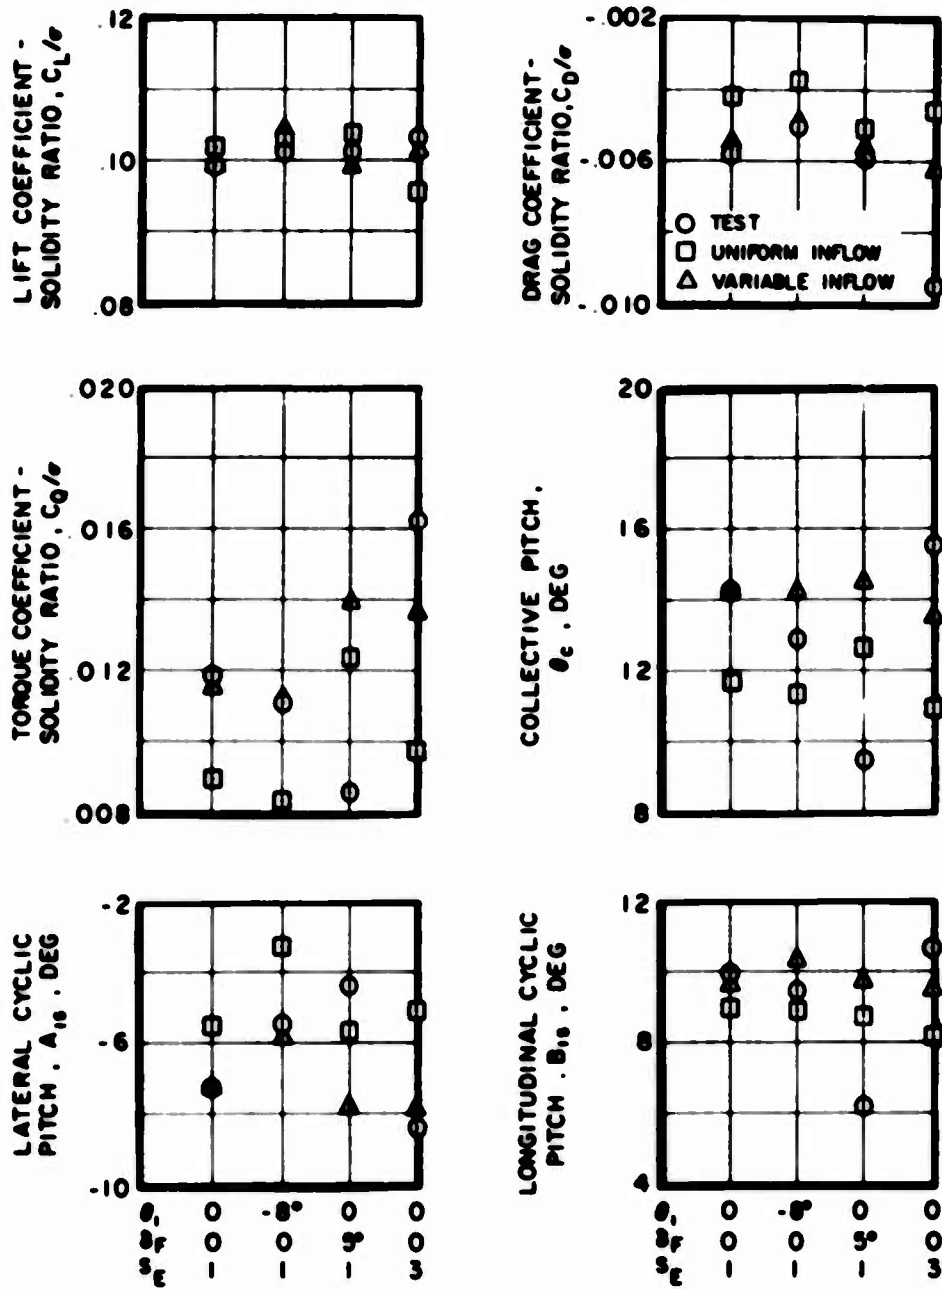 LIFT COEFFICIENT -
SOLIDITY RATIO, C_L/σ
.12
.10
.08
DRAG COEFFICIENT-
SOLIDITY RATIO, C_D/σ
-.002
-.006
-.010
TEST
UNIFORM INFLOW
VARIABLE INFLOW
TORQUE COEFFICIENT -
SOLIDITY RATIO, C_Q/σ
.020
.016
.012
.008
COLLECTIVE PITCH,
θ_c, DEG
20
16
12
8
LATERAL CYCLIC
PITCH, A_1s, DEG
-2
-6
-10
LONGITUDINAL CYCLIC
PITCH, B_1s, DEG
12
8
4
θ_1 0 -8° 0 0
δ_F 0 0 5° 0
S_E 1 1 1 3
θ_1 0 -8° 0 0
δ_F 0 0 5° 0
S_E 1 1 1 3